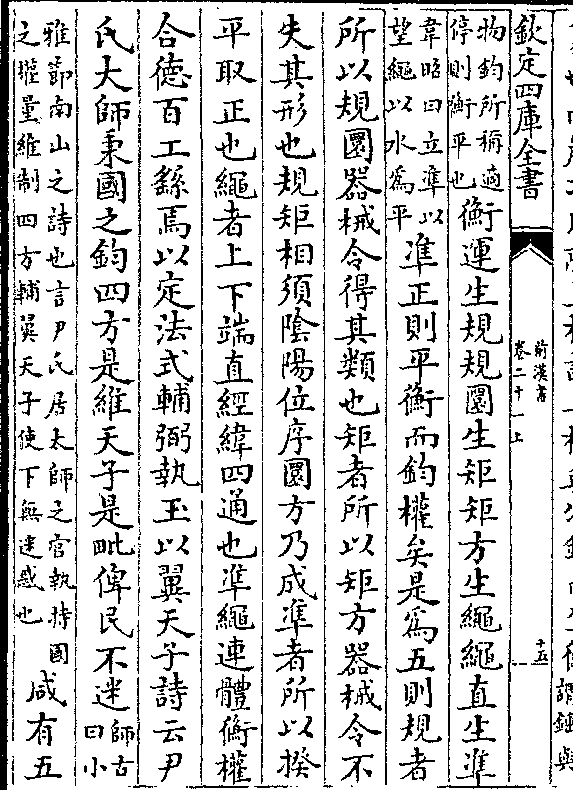 謂錘與
欽定四庫全書
前漢書
卷二十一上
十五
物鈞所稱適
停則衡平也
衡運生規規圜生矩矩方生繩繩直生凖
韋昭曰立凖以
望繩以水爲平
凖正則平衡而鈞權矣是爲五則規者
所以規圜器械令得其類也矩者所以矩方器械令不
失其形也規矩相須陰陽位序圜方乃成凖者所以揆
平取正也繩者上下端直經緯四通也凖繩連體衡權
合德百工繇焉以定法式輔弼執玉以翼天子詩云尹
氏大師秉國之鈞四方是維天子是毗俾民不迷
師古
曰小
雅節南山之詩也言尹氏居太師之官執持國
之權量維制四方輔翼天子使下無迷惑也
咸有五